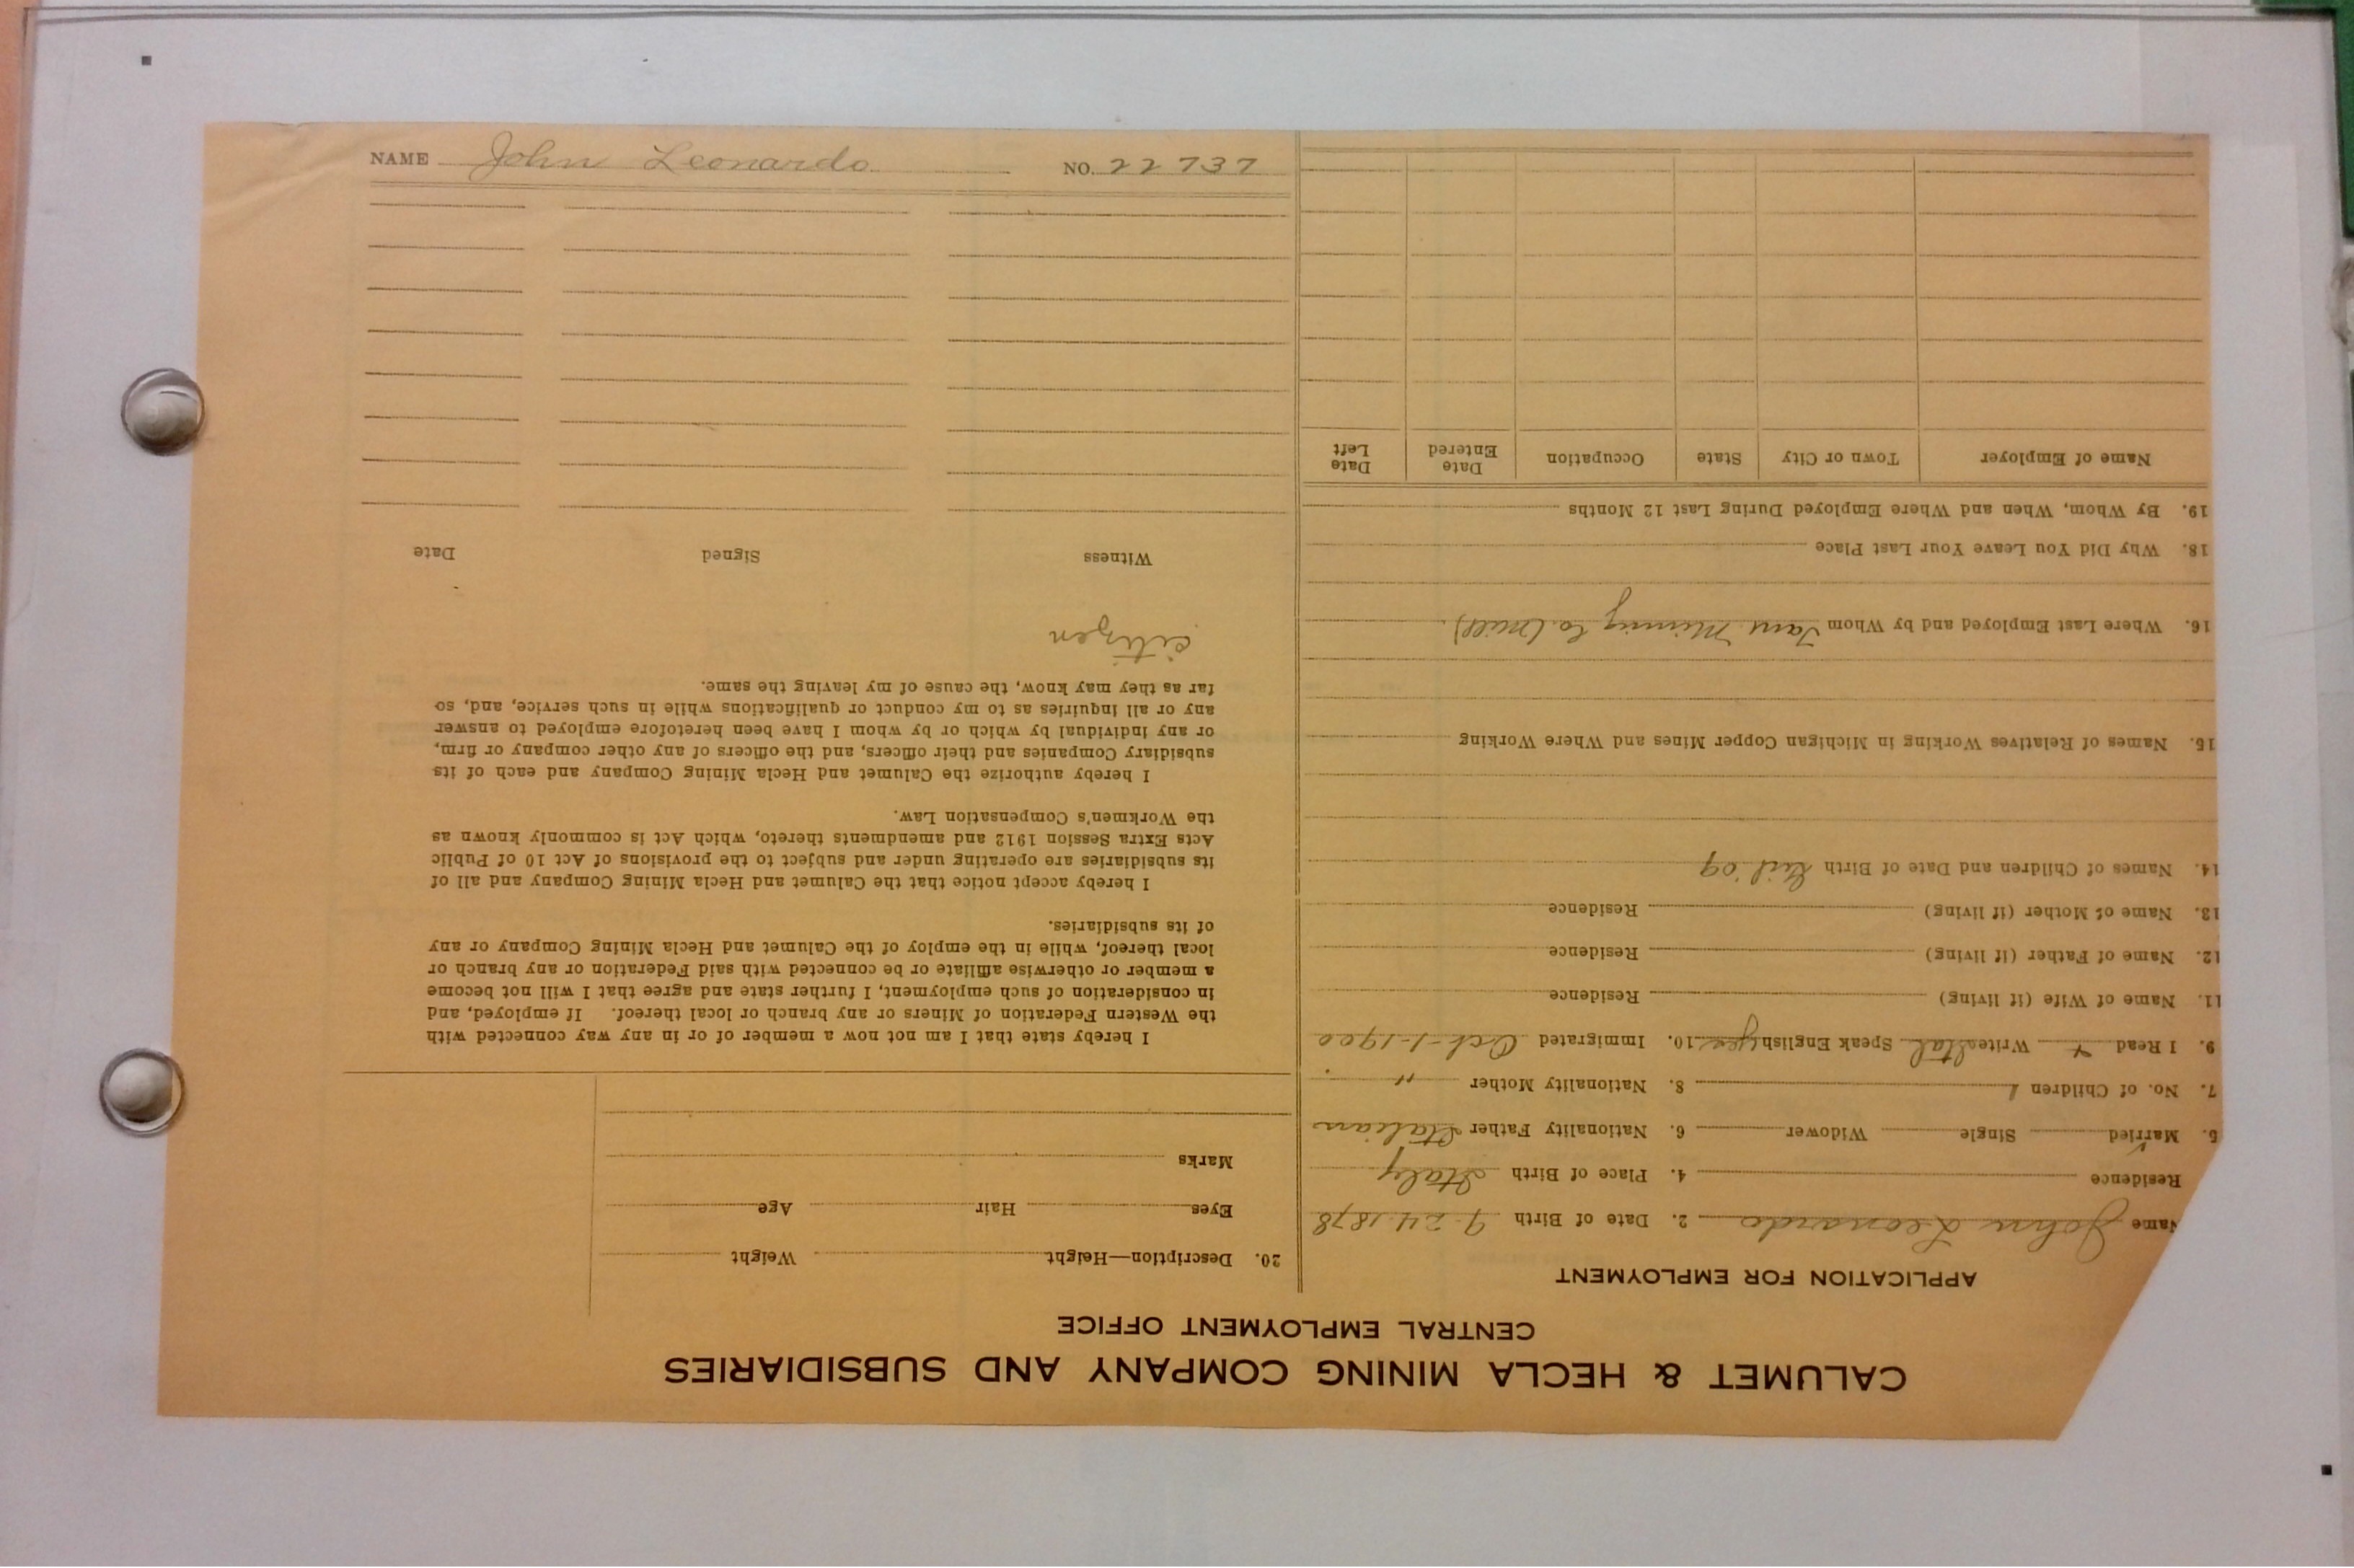 NAME John Leonardo NO. 22737
CALUMET & HECLA MINING COMPANY AND SUBSIDIARIES
CENTRAL EMPLOYMENT OFFICE
APPLICATION FOR EMPLOYMENT
Name John Leonardo 2. Date of Birth 9.24.1878
Residence 4. Place of Birth Italy
5. Married Single Widower 6. Nationality Father Italian
7. No. of Children 1 8. Nationality Mother "
9. I Read Write Ital Speak English yes 10. Immigrated Oct-1-1900
11. Name of Wife (if living) Residence
12. Name of Father (if living) Residence
13. Name of Mother (if living) Residence
14. Names of Children and Date of Birth '09
15. Names of Relatives Working in Michigan Copper Mines and Where Working
16. Where Last Employed and by Whom Mining Co (Mill).
18. Why Did You Leave Your Last Place
19. By Whom, When and Where Employed During Last 12 Months
Name of Employer Town or City State Occupation Date Entered Date Left
20. Description—Height Weight
Eyes Hair Age
Marks
I hereby state that I am not now a member of or in any way connected with
the Western Federation of Miners or any branch or local thereof. If employed, and
in consideration of such employment, I further state and agree that I will not become
a member or otherwise affiliate or be connected with said Federation or any branch or
local thereof, while in the employ of the Calumet and Hecla Mining Company or any
of its subsidiaries.
I hereby accept notice that the Calumet and Hecla Mining Company and all of
its subsidiaries are operating under and subject to the provisions of Act 10 of Public
Acts Extra Session 1912 and amendments thereto, which Act is commonly known as
the Workmen's Compensation Law.
I hereby authorize the Calumet and Hecla Mining Company and each of its
subsidiary Companies and their officers, and the officers of any other company or firm,
or any individual by which or by whom I have been heretofore employed to answer
any or all inquiries as to my conduct or qualifications while in such service, and, so
far as they may know, the cause of my leaving the same.
citizen
Witness Signed Date